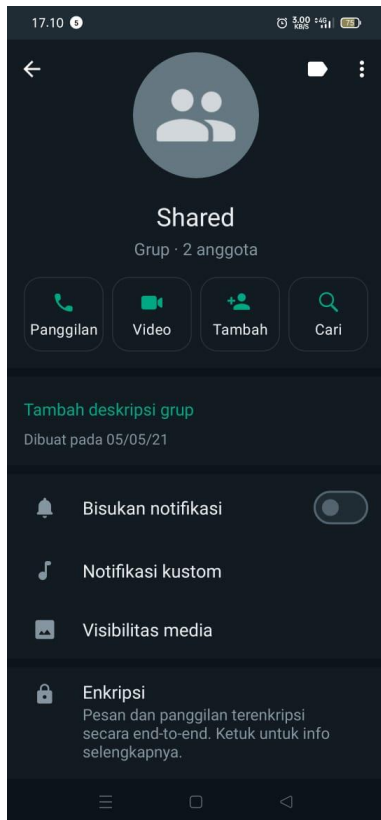 17.10 5 3.00 KB/S 4G 75
Shared
Grup · 2 anggota
Panggilan Video Tambah Cari
Tambah deskripsi grup
Dibuat pada 05/05/21
Bisukan notifikasi
Notifikasi kustom
Visibilitas media
Enkripsi
Pesan dan panggilan terenkripsi
secara end-to-end. Ketuk untuk info
selengkapnya.